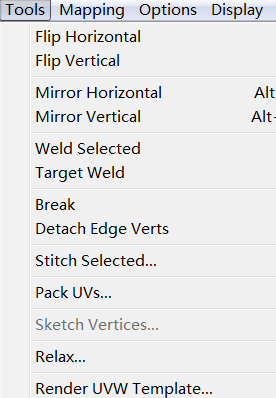 Tools Mapping Options Display
Flip Horizontal
Flip Vertical
Mirror Horizontal Alt
Mirror Vertical Alt-
Weld Selected
Target Weld
Break
Detach Edge Verts
Stitch Selected...
Pack UVs...
Sketch Vertices...
Relax...
Render UVW Template...